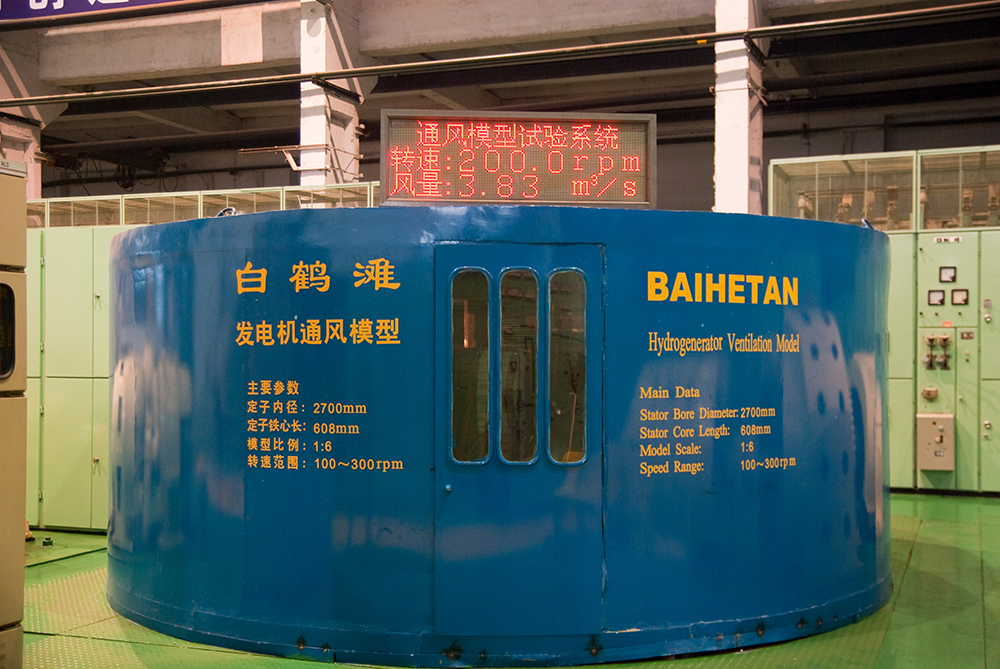 通风模型试验系统
转速:200.0rpm
风量:3.83 m³/s
白鹤滩
发电机通风模型
主要参数
定子内径: 2700mm
定子铁心长: 608mm
模型比例: 1:6
转速范围: 100～300rpm
BAIHETAN
Hydrogenerator Ventilation Model
Main Data
Stator Bore Diameter: 2700mm
Stator Core Length: 608mm
Model Scale: 1:6
Speed Range: 100～300rpm